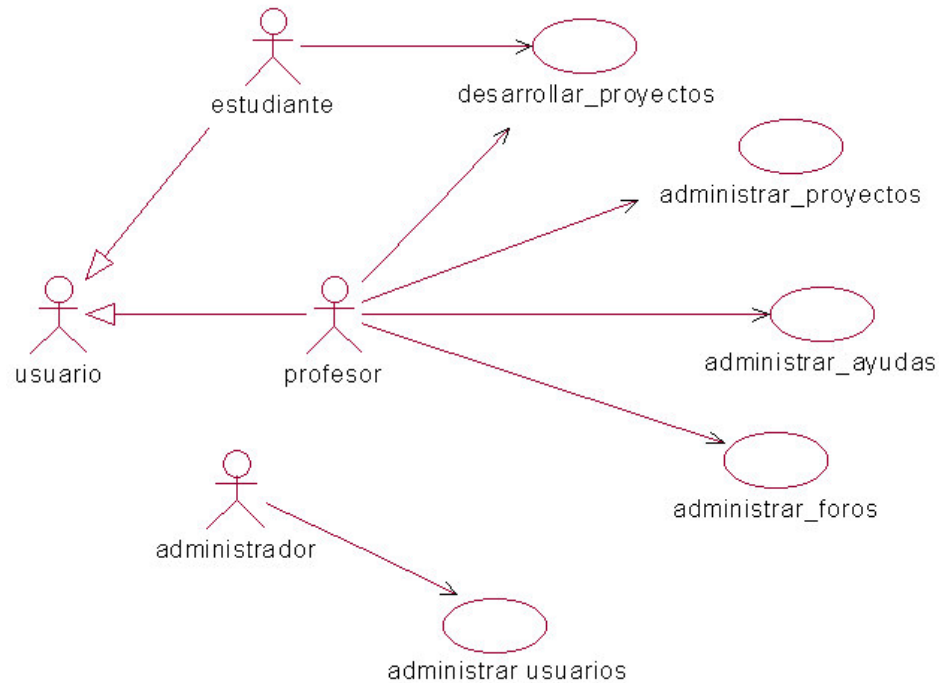 estudiante
desarrollar_proyectos
administrar_proyectos
usuario
profesor
administrar_ayudas
administrar_foros
administrador
administrar usuarios